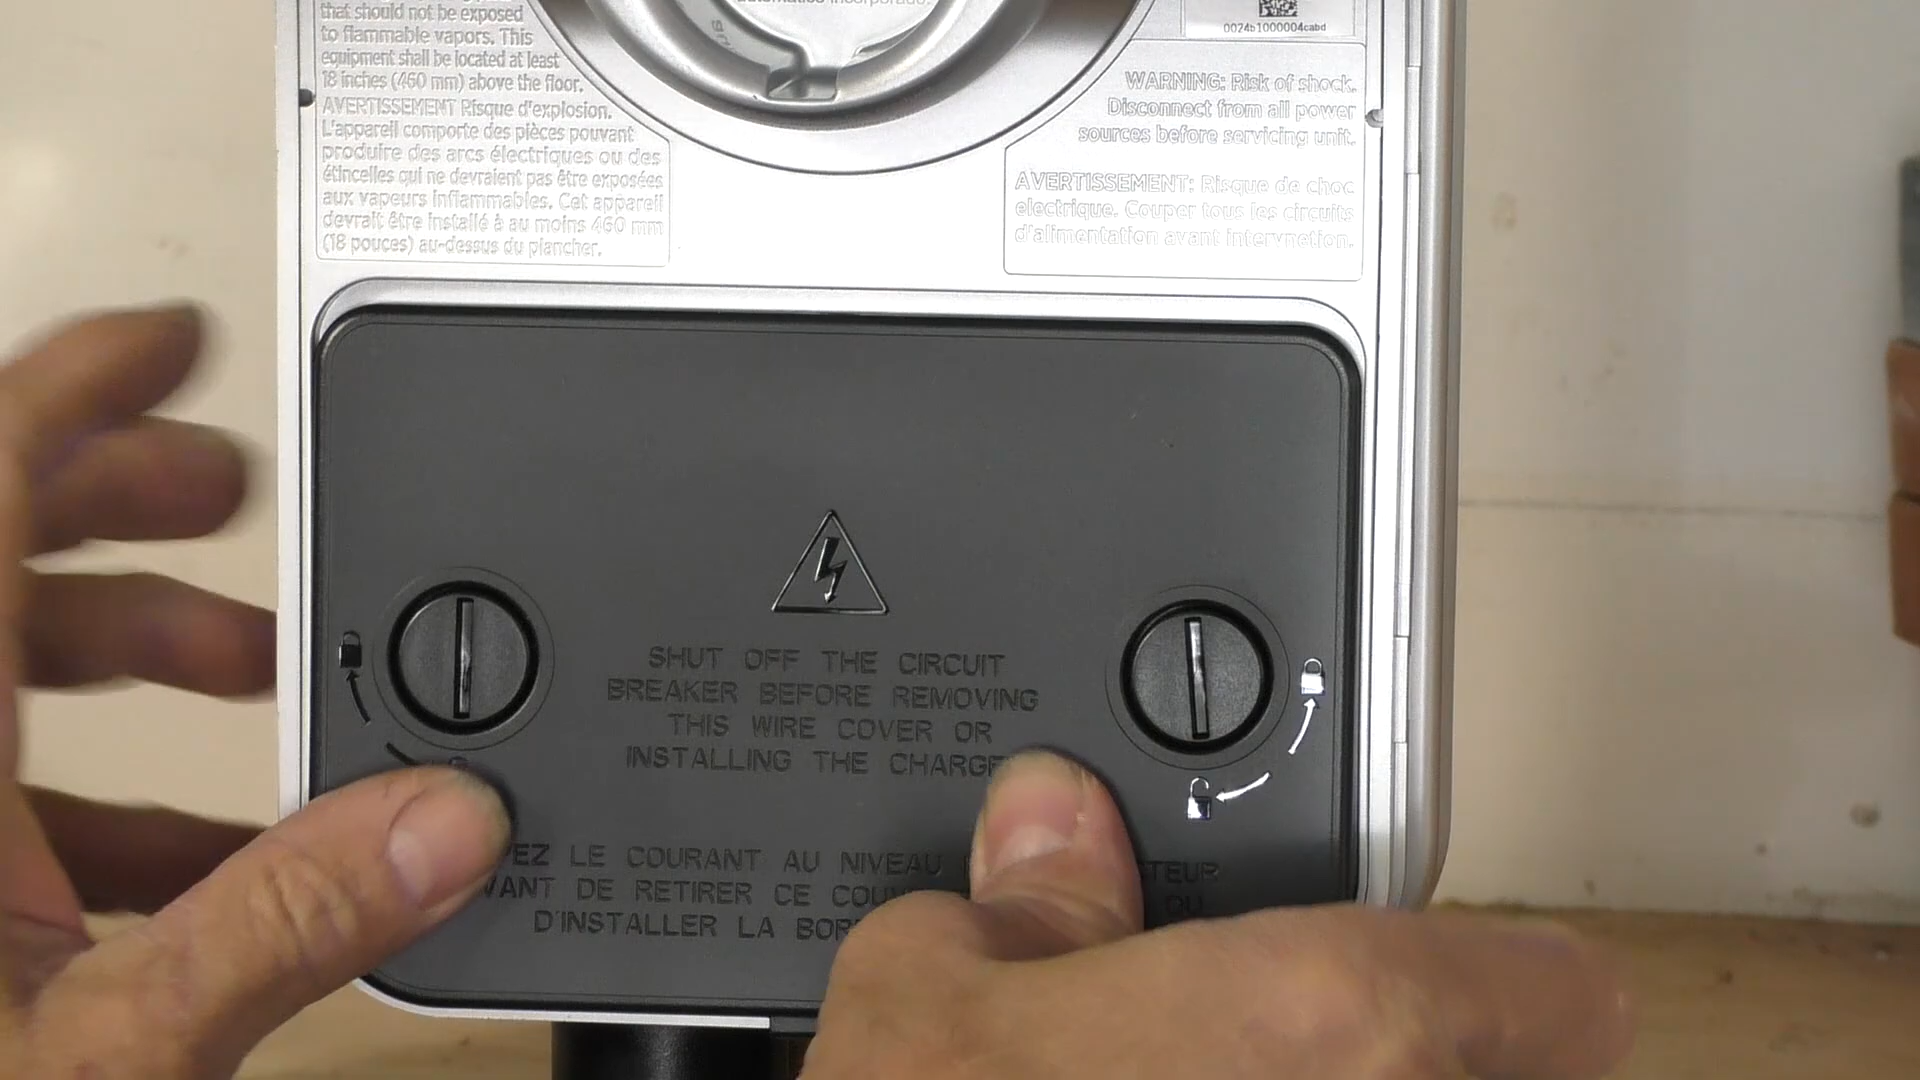 that should not be exposed
to flammable vapors. This
equipment shall be located at least
18 inches (460 mm) above the floor.
AVERTISSEMENT Risque d'explosion.
L'appareil comporte des pièces pouvant
produire des arcs électriques ou des
étincelles qui ne devraient pas être exposées
aux vapeurs inflammables. Cet appareil
devrait être installé à au moins 460 mm
(18 pouces) au-dessus du plancher.
0024b1000004cabd
WARNING: Risk of shock.
Disconnect from all power
sources before servicing unit.
AVERTISSEMENT: Risque de choc
electrique. Couper tous les circuits
d'alimentation avant intervnetion.
SHUT OFF THE CIRCUIT
BREAKER BEFORE REMOVING
THIS WIRE COVER OR
INSTALLING THE CHARGE
EZ LE COURANT AU NIVEAU TEUR
VANT DE RETIRER CE COU OU
D'INSTALLER LA BOR